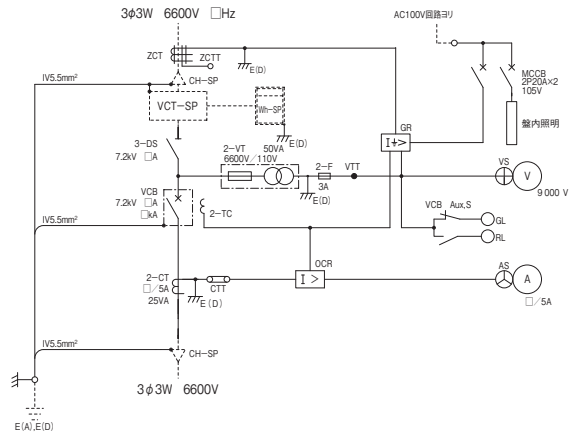 3φ3W 6600V □Hz
AC100V回路ヨリ
ZCT
ZCTT
E(D)
MCCB
2P20A×2
105V
IV5.5mm²
CH-SP
VCT-SP
Wh-SP
GR
I⏚>
盤内照明
E(D)
3-DS
7.2kV □A
2-VT 50VA
6600V/110V
2-F
3A
VTT
VS
V
9000 V
E(D)
VCB
7.2kV □A
□kA
2-TC
VCB Aux,S
GL
RL
IV5.5mm²
OCR
I >
2-CT
□/5A
25VA
CTT
E(D)
AS
A
□/5A
IV5.5mm²
CH-SP
3φ3W 6600V
E(A),E(D)